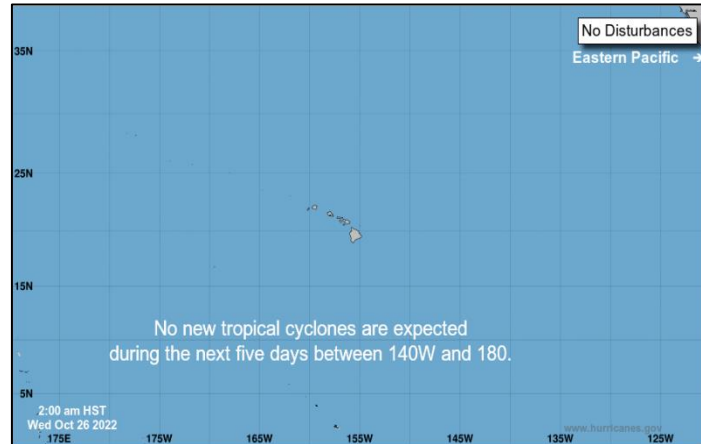 No Disturbances
35N
Eastern Pacific →
25N
15N
No new tropical cyclones are expected
during the next five days between 140W and 180.
5N
2:00 am HST
Wed Oct 26 2022
www.hurricanes.gov
175E 175W 165W 155W 145W 135W 125W